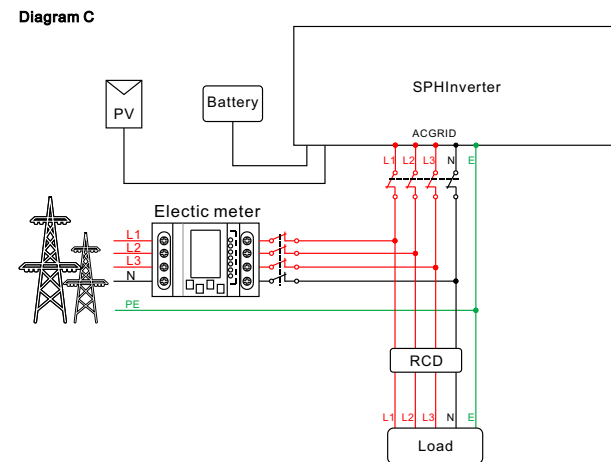 Diagram C
SPHInverter
PV
Battery
ACGRID
L1 L2 L3 N E
Electic meter
L1
L2
L3
N
PE
RCD
L1 L2 L3 N E
Load